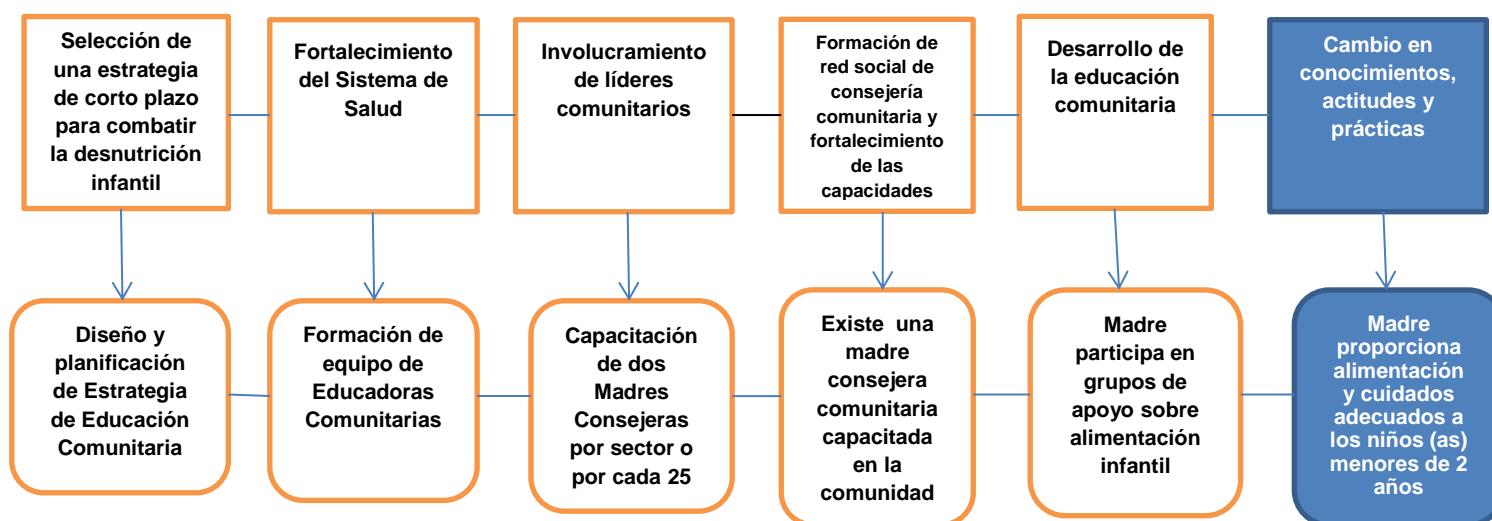 Selección de
una estrategia
de corto plazo
para combatir
la desnutrición
infantil
Fortalecimiento
del Sistema de
Salud
Involucramiento
de líderes
comunitarios
Formación de
red social de
consejería
comunitaria y
fortalecimiento
de las
capacidades
Desarrollo de
la educación
comunitaria
Cambio en
conocimientos,
actitudes y
prácticas
Diseño y
planificación
de Estrategia
de Educación
Comunitaria
Formación de
equipo de
Educadoras
Comunitarias
Capacitación
de dos
Madres
Consejeras
por sector o
por cada 25
Existe una
madre
consejera
comunitaria
capacitada
en la
comunidad
Madre
participa en
grupos de
apoyo sobre
alimentación
infantil
Madre
proporciona
alimentación
y cuidados
adecuados a
los niños (as)
menores de 2
años